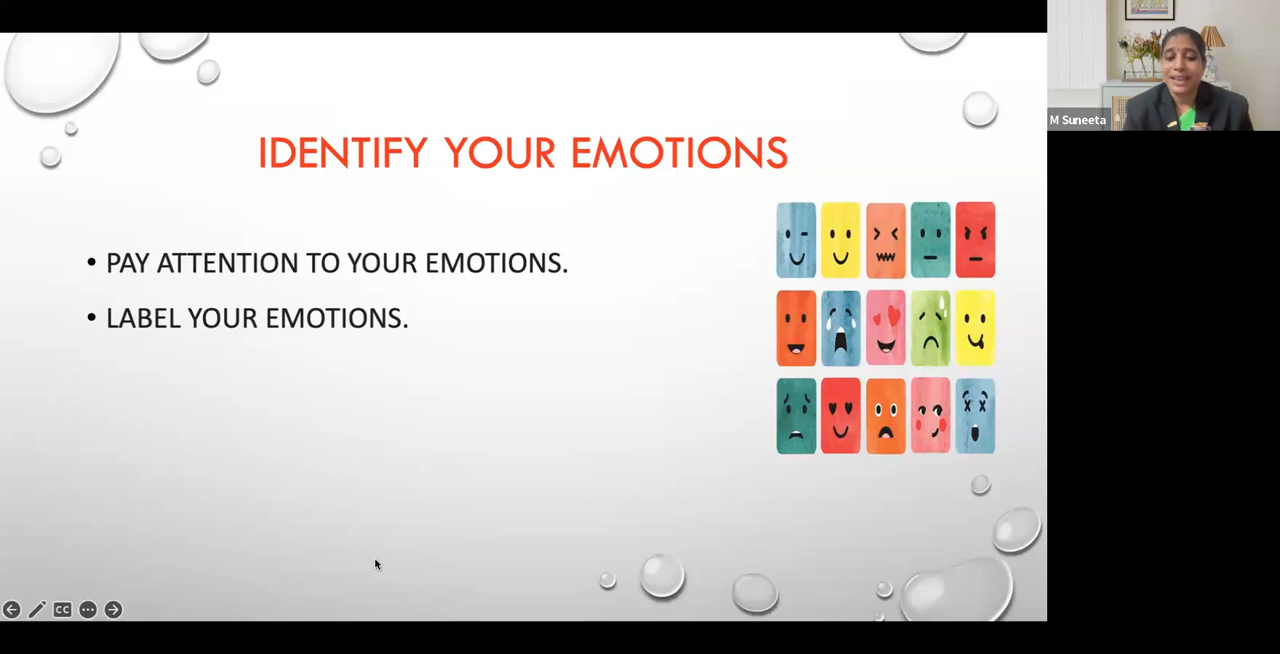 IDENTIFY YOUR EMOTIONS
• PAY ATTENTION TO YOUR EMOTIONS.
• LABEL YOUR EMOTIONS.
M Suneeta
CC